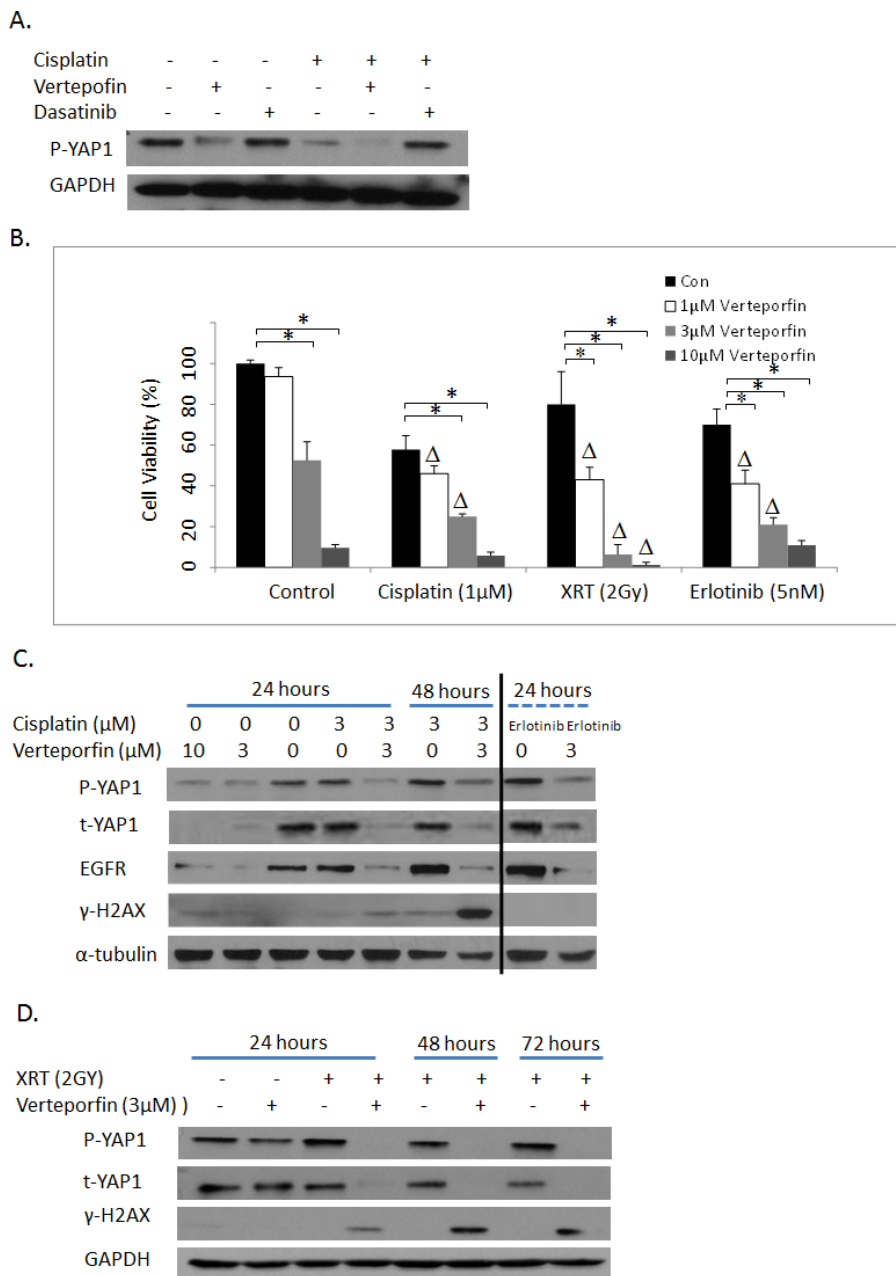 A.
Cisplatin - - - + + +
Vertepofin - + - - + -
Dasatinib - - + - - +
P-YAP1
GAPDH
B.
Cell Viability (%)
100
80
60
40
20
0
Con
1μM Verteporfin
3μM Verteporfin
10μM Verteporfin
* * * * * * * * * *
Δ Δ Δ Δ Δ Δ Δ
Control Cisplatin (1μM) XRT (2Gy) Erlotinib (5nM)
C.
24 hours 48 hours 24 hours
Cisplatin (μM) 0 0 0 3 3 3 3 Erlotinib Erlotinib
Verteporfin (μM) 10 3 0 0 3 0 3 0 3
P-YAP1
t-YAP1
EGFR
γ-H2AX
α-tubulin
D.
24 hours 48 hours 72 hours
XRT (2GY) - - + + + + + +
Verteporfin (3μM) ) - + - + - + - +
P-YAP1
t-YAP1
γ-H2AX
GAPDH